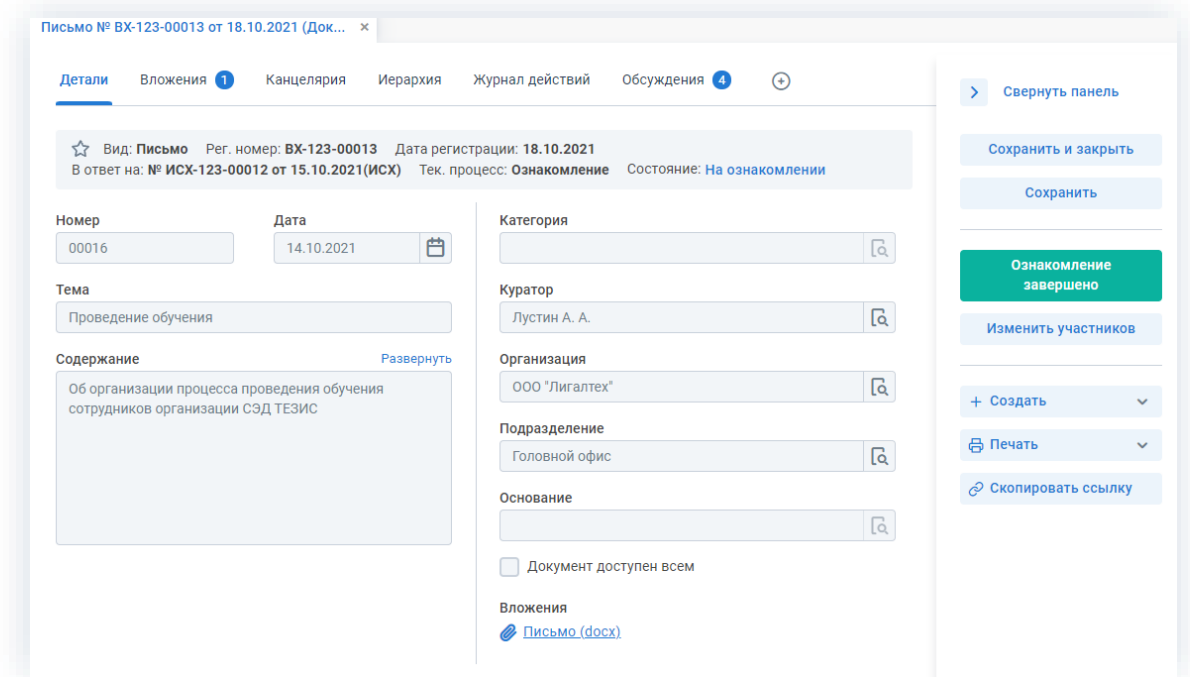 Письмо № ВХ-123-00013 от 18.10.2021 (Док... ×
Детали Вложения 1 Канцелярия Иерархия Журнал действий Обсуждения 4
Вид: Письмо Рег. номер: ВХ-123-00013 Дата регистрации: 18.10.2021
В ответ на: № ИСХ-123-00012 от 15.10.2021(ИСХ) Тек. процесс: Ознакомление Состояние: На ознакомлении
Номер Дата
00016 14.10.2021
Тема
Проведение обучения
Содержание Развернуть
Об организации процесса проведения обучения
сотрудников организации СЭД ТЕЗИС
Категория
Куратор
Лустин А. А.
Организация
ООО "Лигалтех"
Подразделение
Головной офис
Основание
Документ доступен всем
Вложения
Письмо (docx)
Свернуть панель
Сохранить и закрыть
Сохранить
Ознакомление
завершено
Изменить участников
+ Создать
Печать
Скопировать ссылку